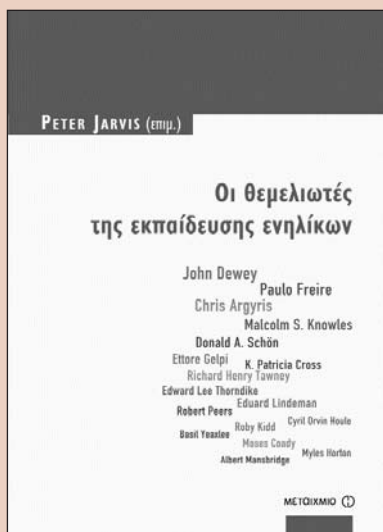 PETER JARVIS (επιμ.)
Οι θεμελιωτές
της εκπαίδευσης ενηλίκων
John Dewey
Paulo Freire
Chris Argyris
Malcolm S. Knowles
Donald A. Schön
Ettore Gelpi K. Patricia Cross
Richard Henry Tawney
Edward Lee Thorndike
Eduard Lindeman
Robert Peers
Roby Kidd Cyril Orvin Houle
Basil Yeaxlee
Moses Coady
Myles Horton
Albert Mansbridge
ΜΕΤΑΙΧΜΙΟ